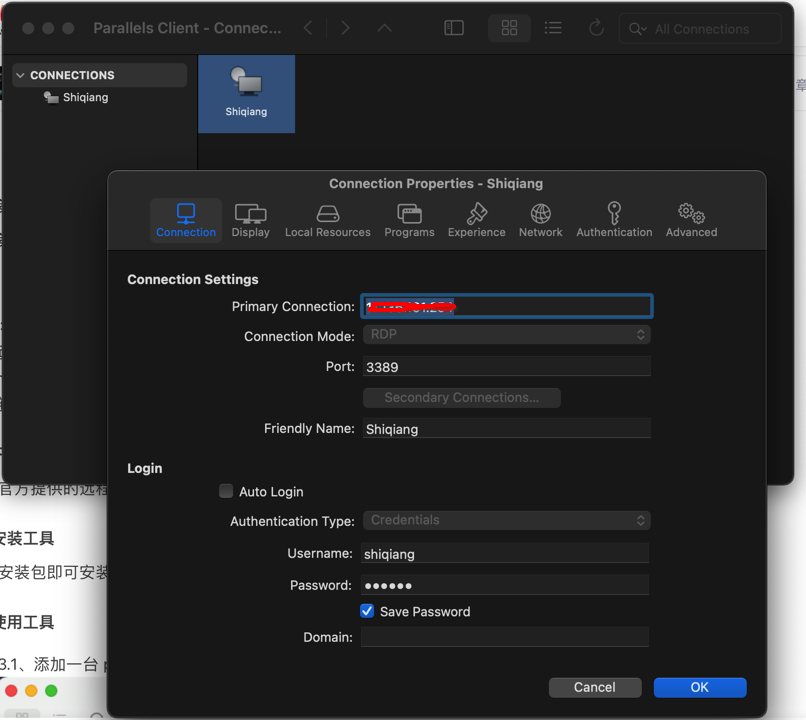 Parallels Client - Connec...
All Connections
CONNECTIONS
Shiqiang
Shiqiang
Connection Properties - Shiqiang
Connection
Display
Local Resources
Programs
Experience
Network
Authentication
Advanced
Connection Settings
Primary Connection:
Connection Mode: RDP
Port: 3389
Secondary Connections...
Friendly Name: Shiqiang
Login
Auto Login
Authentication Type: Credentials
Username: shiqiang
Password: ••••••
Save Password
Domain:
Cancel OK
章
官方提供的远程
安装工具
安装包即可安装
使用工具
3.1、添加一台 p